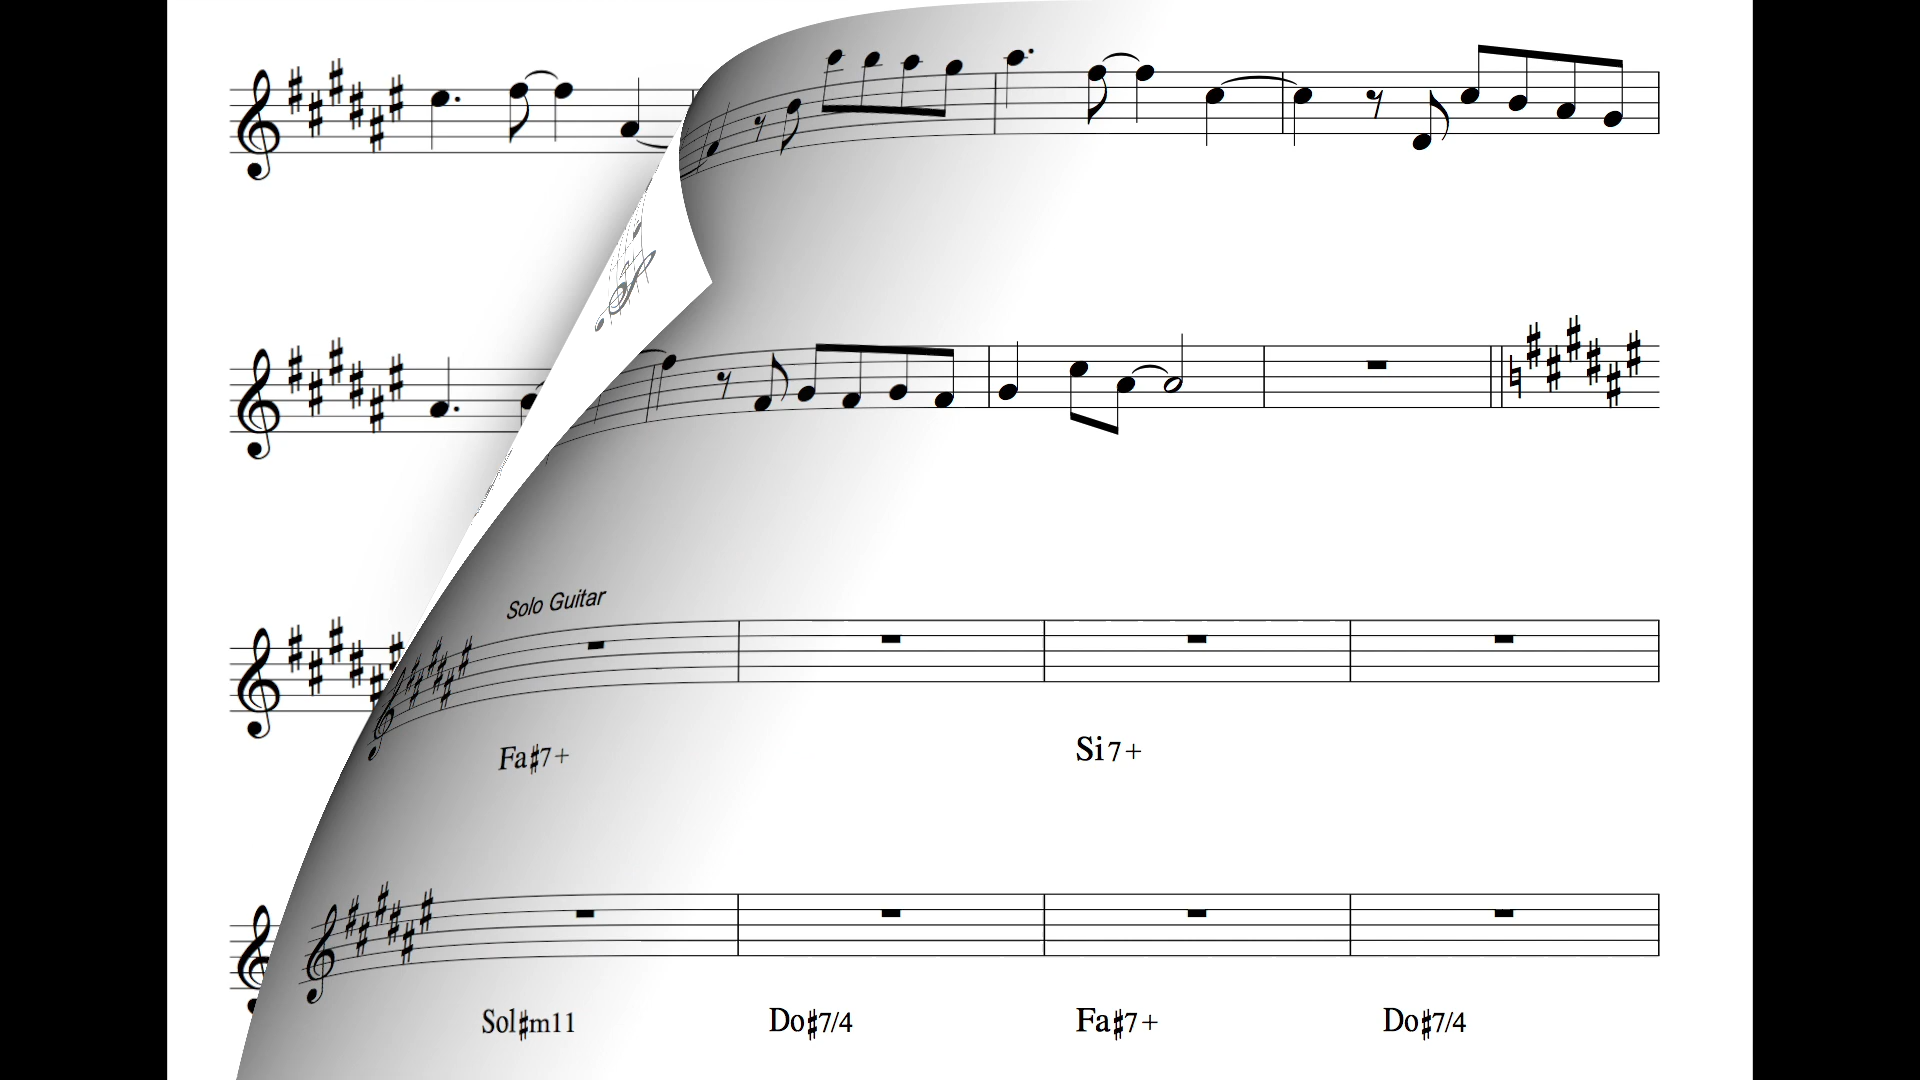 Solo Guitar
Fa♯7+ Si7+
Sol♯m11 Do♯7/4 Fa♯7+ Do♯7/4